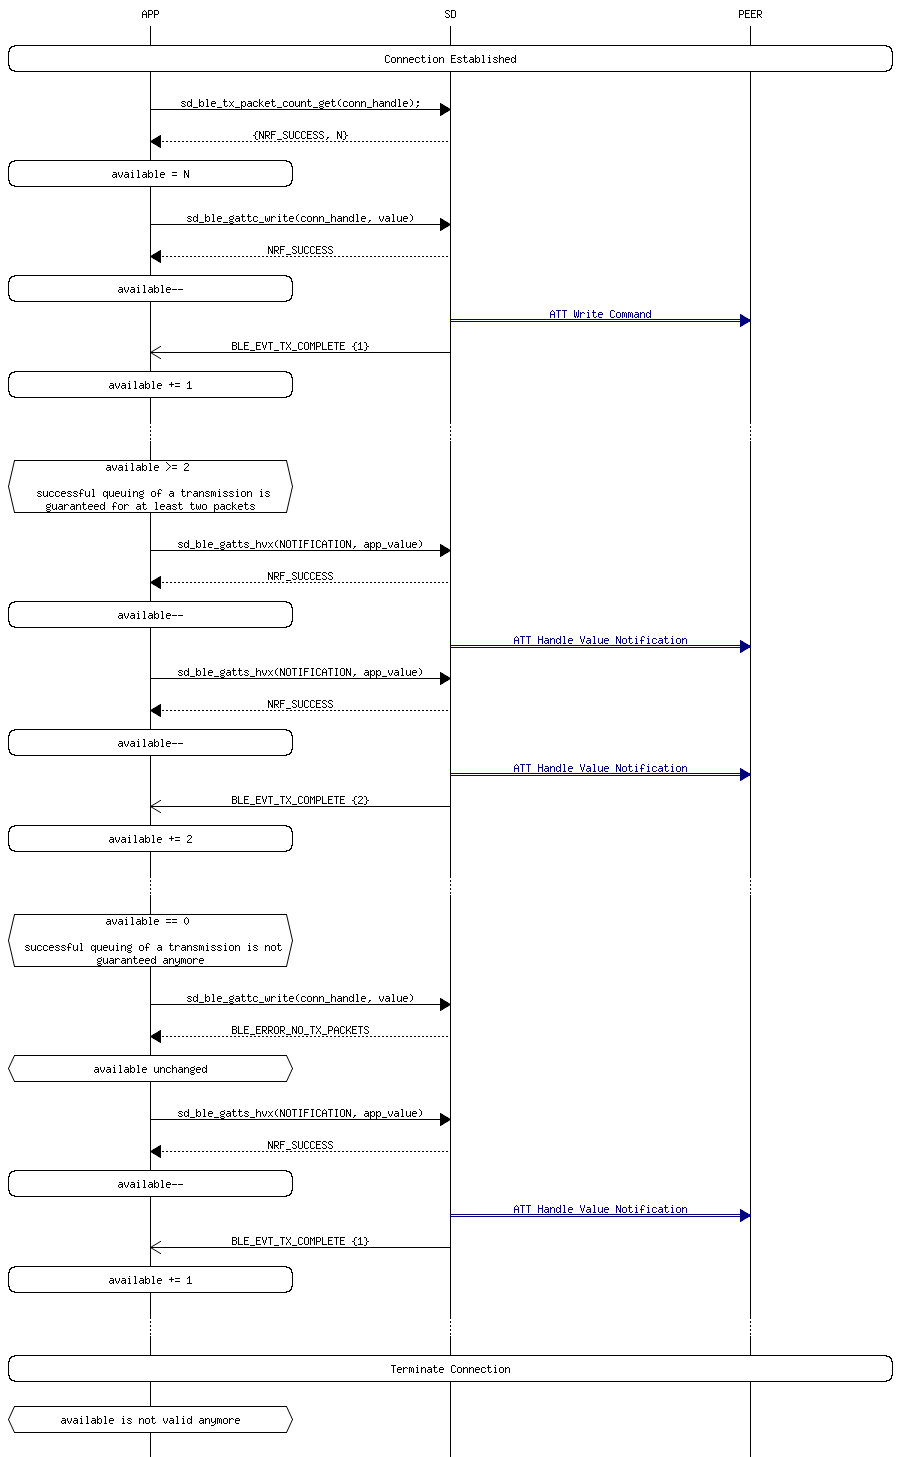 APP SD PEER
Connection Established
sd_ble_tx_packet_count_get(conn_handle);
{NRF_SUCCESS, N}
available = N
sd_ble_gattc_write(conn_handle, value)
NRF_SUCCESS
available--
ATT Write Command
BLE_EVT_TX_COMPLETE {1}
available += 1
available >= 2
successful queuing of a transmission is
guaranteed for at least two packets
sd_ble_gatts_hvx(NOTIFICATION, app_value)
NRF_SUCCESS
available--
ATT Handle Value Notification
sd_ble_gatts_hvx(NOTIFICATION, app_value)
NRF_SUCCESS
available--
ATT Handle Value Notification
BLE_EVT_TX_COMPLETE {2}
available += 2
available == 0
successful queuing of a transmission is not
guaranteed anymore
sd_ble_gattc_write(conn_handle, value)
BLE_ERROR_NO_TX_PACKETS
available unchanged
sd_ble_gatts_hvx(NOTIFICATION, app_value)
NRF_SUCCESS
available--
ATT Handle Value Notification
BLE_EVT_TX_COMPLETE {1}
available += 1
Terminate Connection
available is not valid anymore